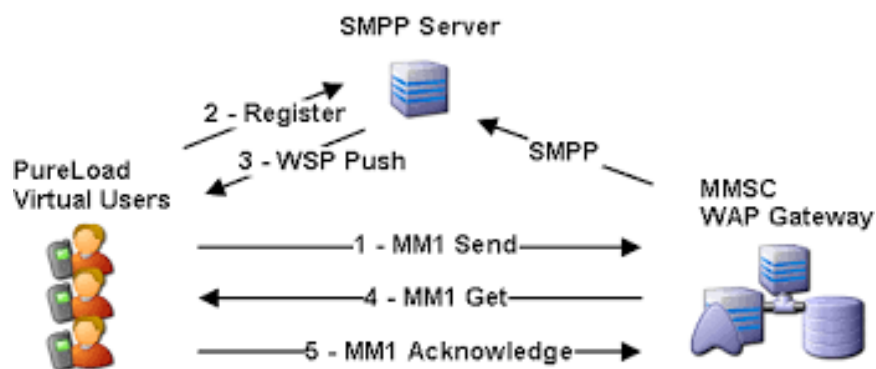 SMPP Server
2 - Register
3 - WSP Push
SMPP
PureLoad
Virtual Users
MMSC
WAP Gateway
1 - MM1 Send
4 - MM1 Get
5 - MM1 Acknowledge